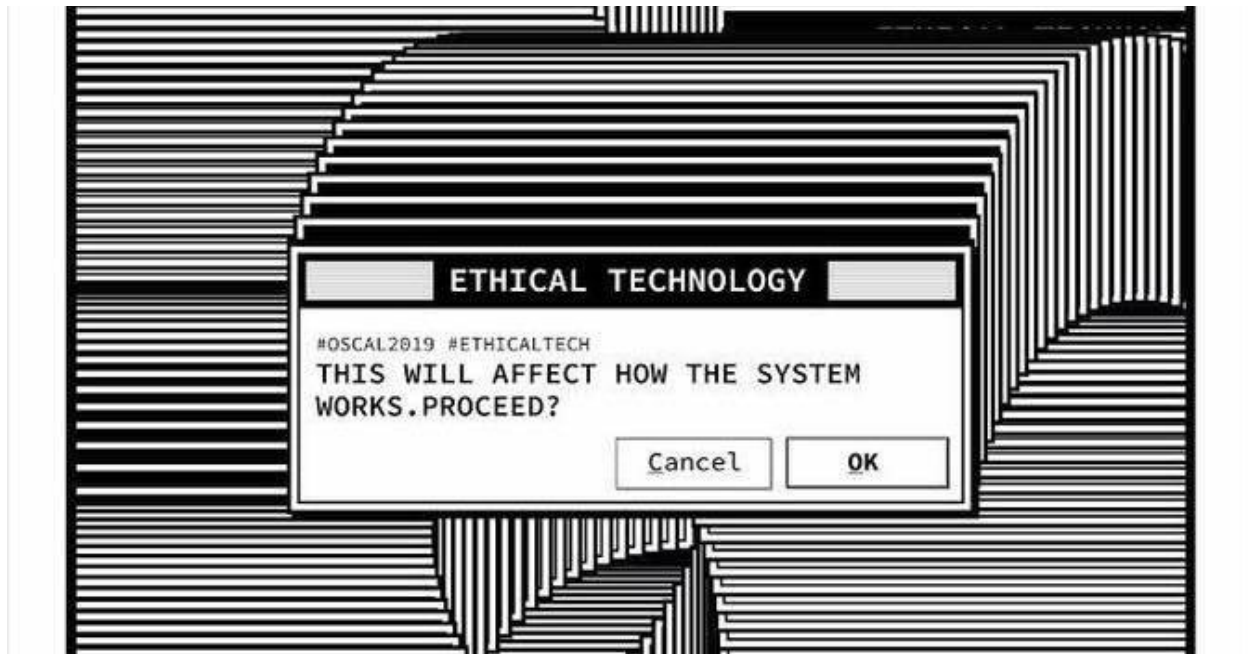 ETHICAL TECHNOLOGY
#OSCAL2019 #ETHICALTECH
THIS WILL AFFECT HOW THE SYSTEM
WORKS.PROCEED?
Cancel
OK